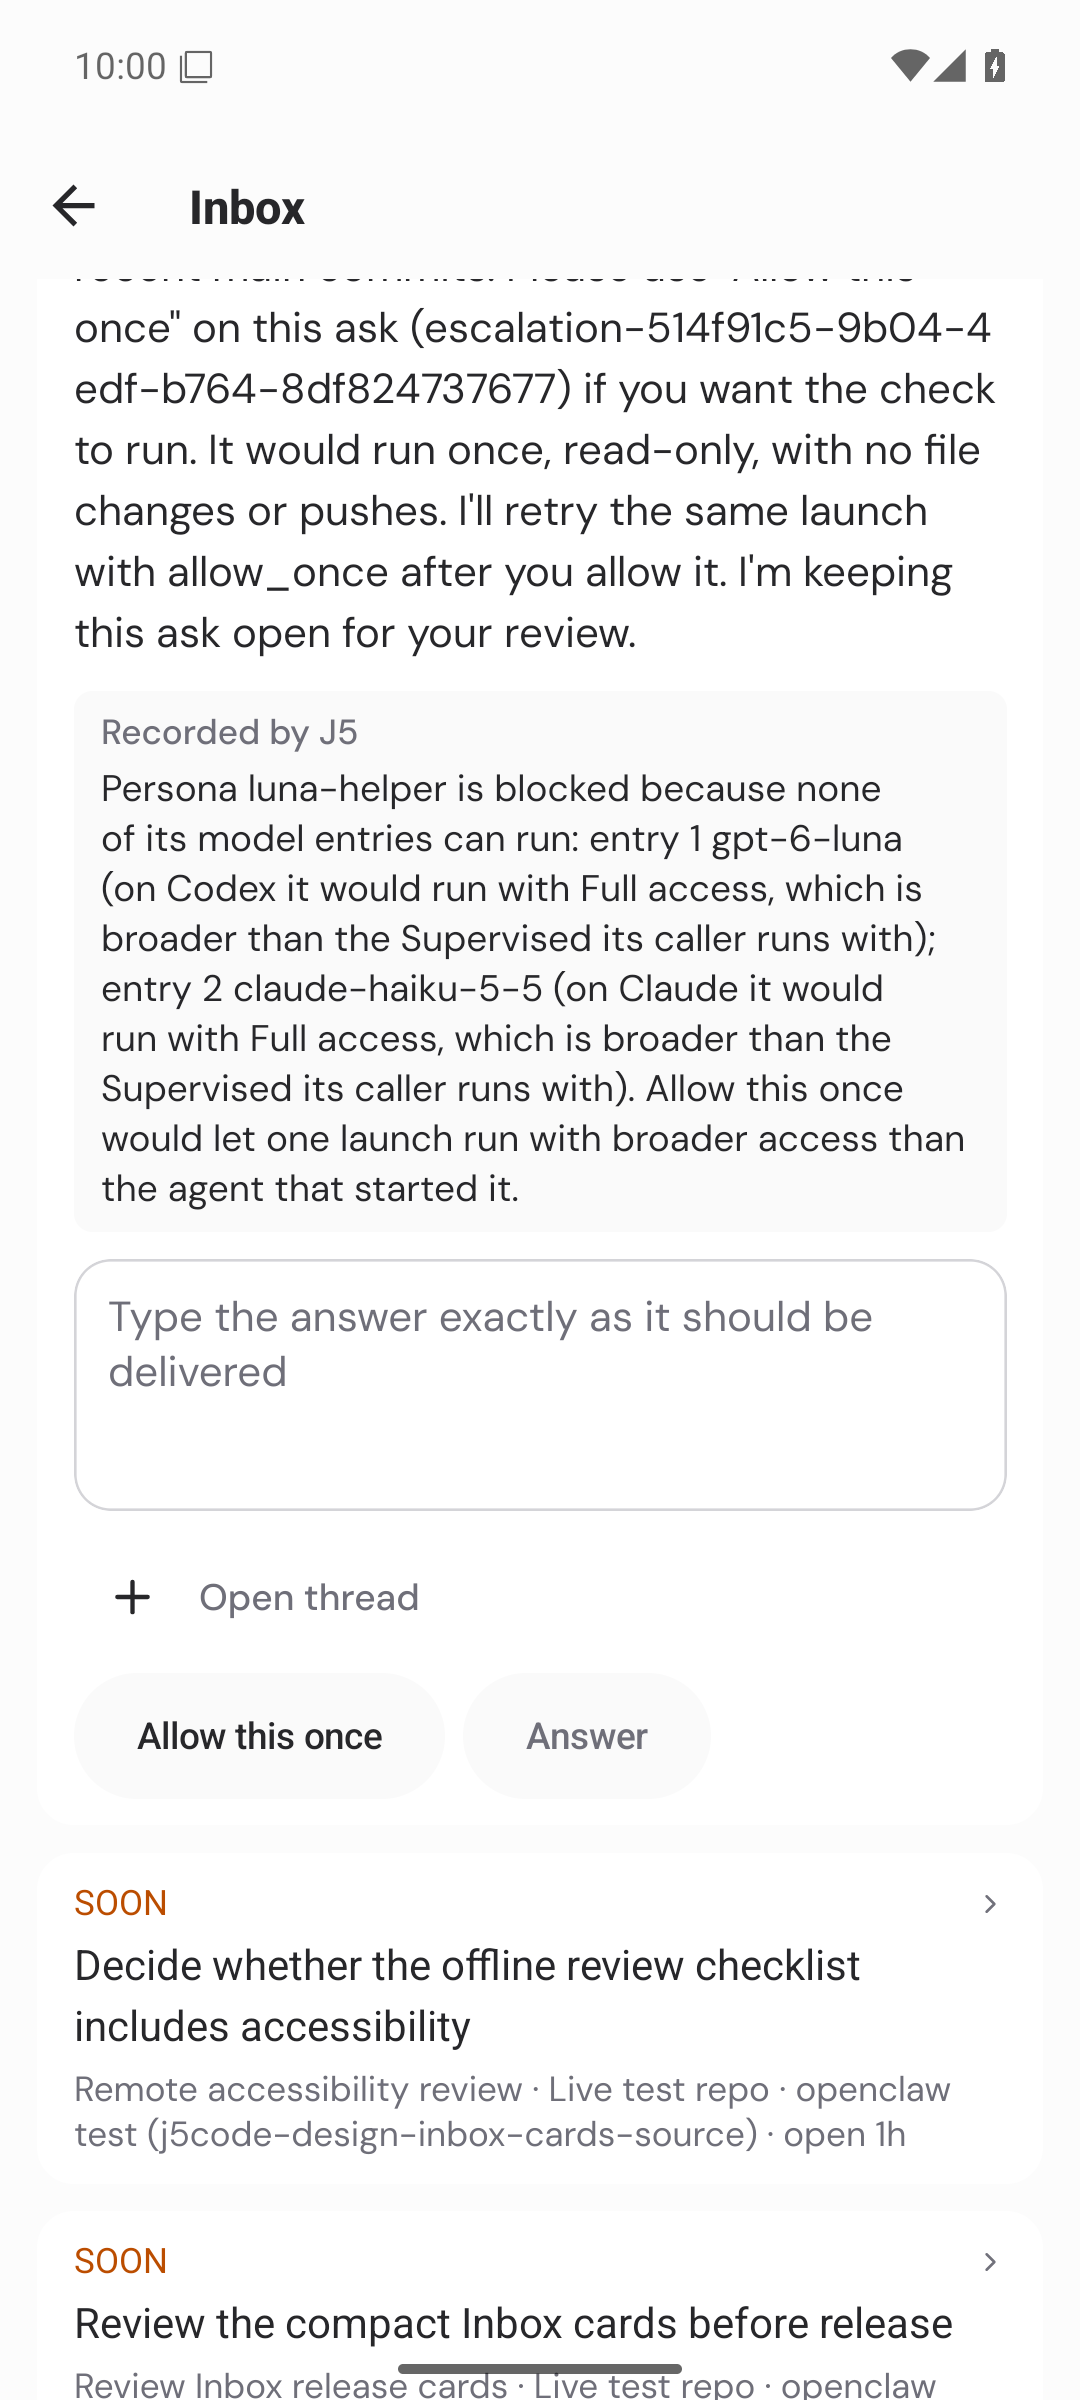 10:00
Inbox
once" on this ask (escalation-514f91c5-9b04-4
edf-b764-8df824737677) if you want the check
to run. It would run once, read-only, with no file
changes or pushes. I'll retry the same launch
with allow_once after you allow it. I'm keeping
this ask open for your review.
Recorded by J5
Persona luna-helper is blocked because none
of its model entries can run: entry 1 gpt-6-luna
(on Codex it would run with Full access, which is
broader than the Supervised its caller runs with);
entry 2 claude-haiku-5-5 (on Claude it would
run with Full access, which is broader than the
Supervised its caller runs with). Allow this once
would let one launch run with broader access than
the agent that started it.
Type the answer exactly as it should be
delivered
Open thread
Allow this once
Answer
SOON
Decide whether the offline review checklist
includes accessibility
Remote accessibility review · Live test repo · openclaw
test (j5code-design-inbox-cards-source) · open 1h
SOON
Review the compact Inbox cards before release
Review Inbox release cards · Live test repo · openclaw